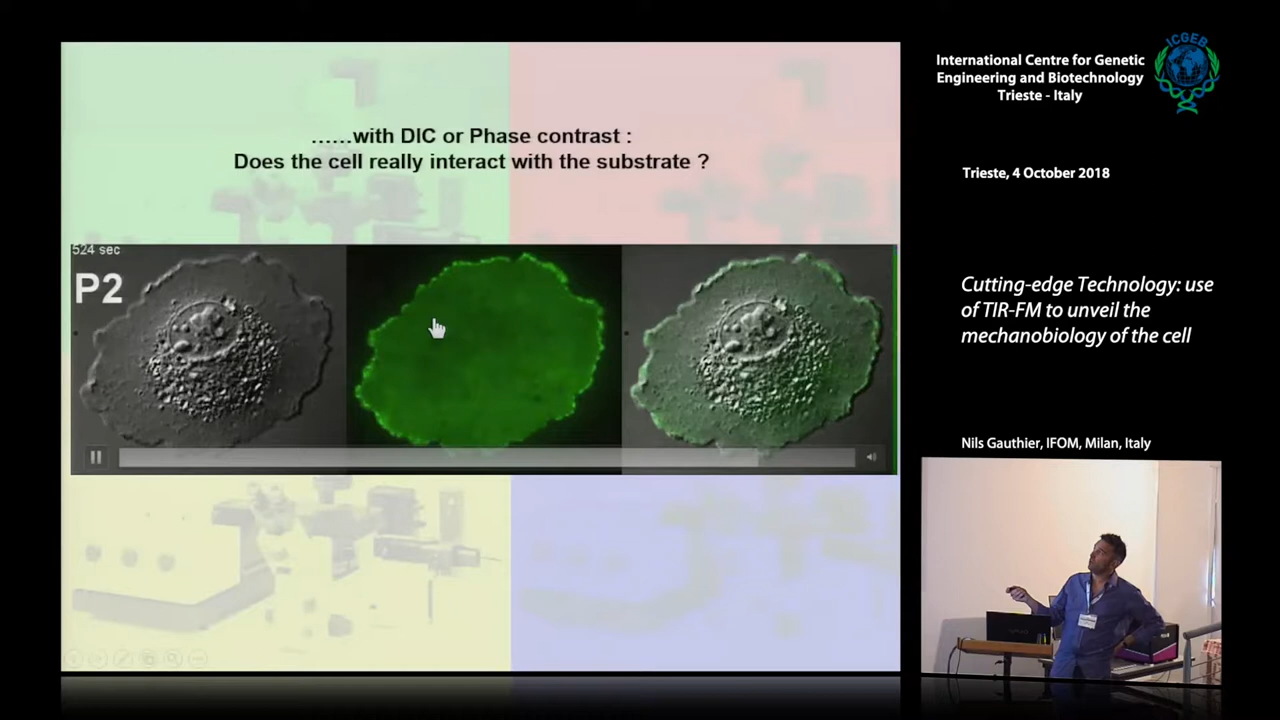 ……with DIC or Phase contrast :
Does the cell really interact with the substrate ?
524 sec
P2
International Centre for Genetic
Engineering and Biotechnology
Trieste - Italy
ICGEB
Trieste, 4 October 2018
Cutting-edge Technology: use
of TIR-FM to unveil the
mechanobiology of the cell
Nils Gauthier, IFOM, Milan, Italy